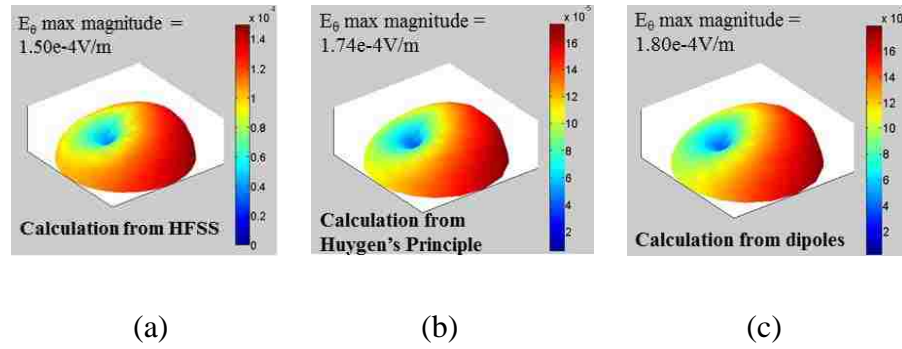 E_θ max magnitude =
1.50e-4V/m
x 10
1.4
1.2
1
0.8
0.6
0.4
0.2
0
Calculation from HFSS
E_θ max magnitude =
1.74e-4V/m
x 10⁻⁵
16
14
12
10
8
6
4
2
Calculation from
Huygen’s Principle
E_θ max magnitude =
1.80e-4V/m
x 10
16
14
12
10
8
6
4
2
Calculation from dipoles
(a)
(b)
(c)